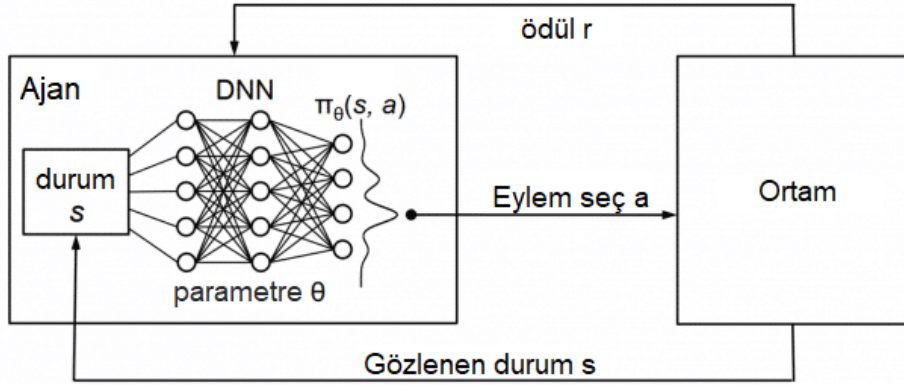 ödül r
Ajan
DNN
πθ(s, a)
durum
s
Eylem seç a
Ortam
parametre θ
Gözlenen durum s